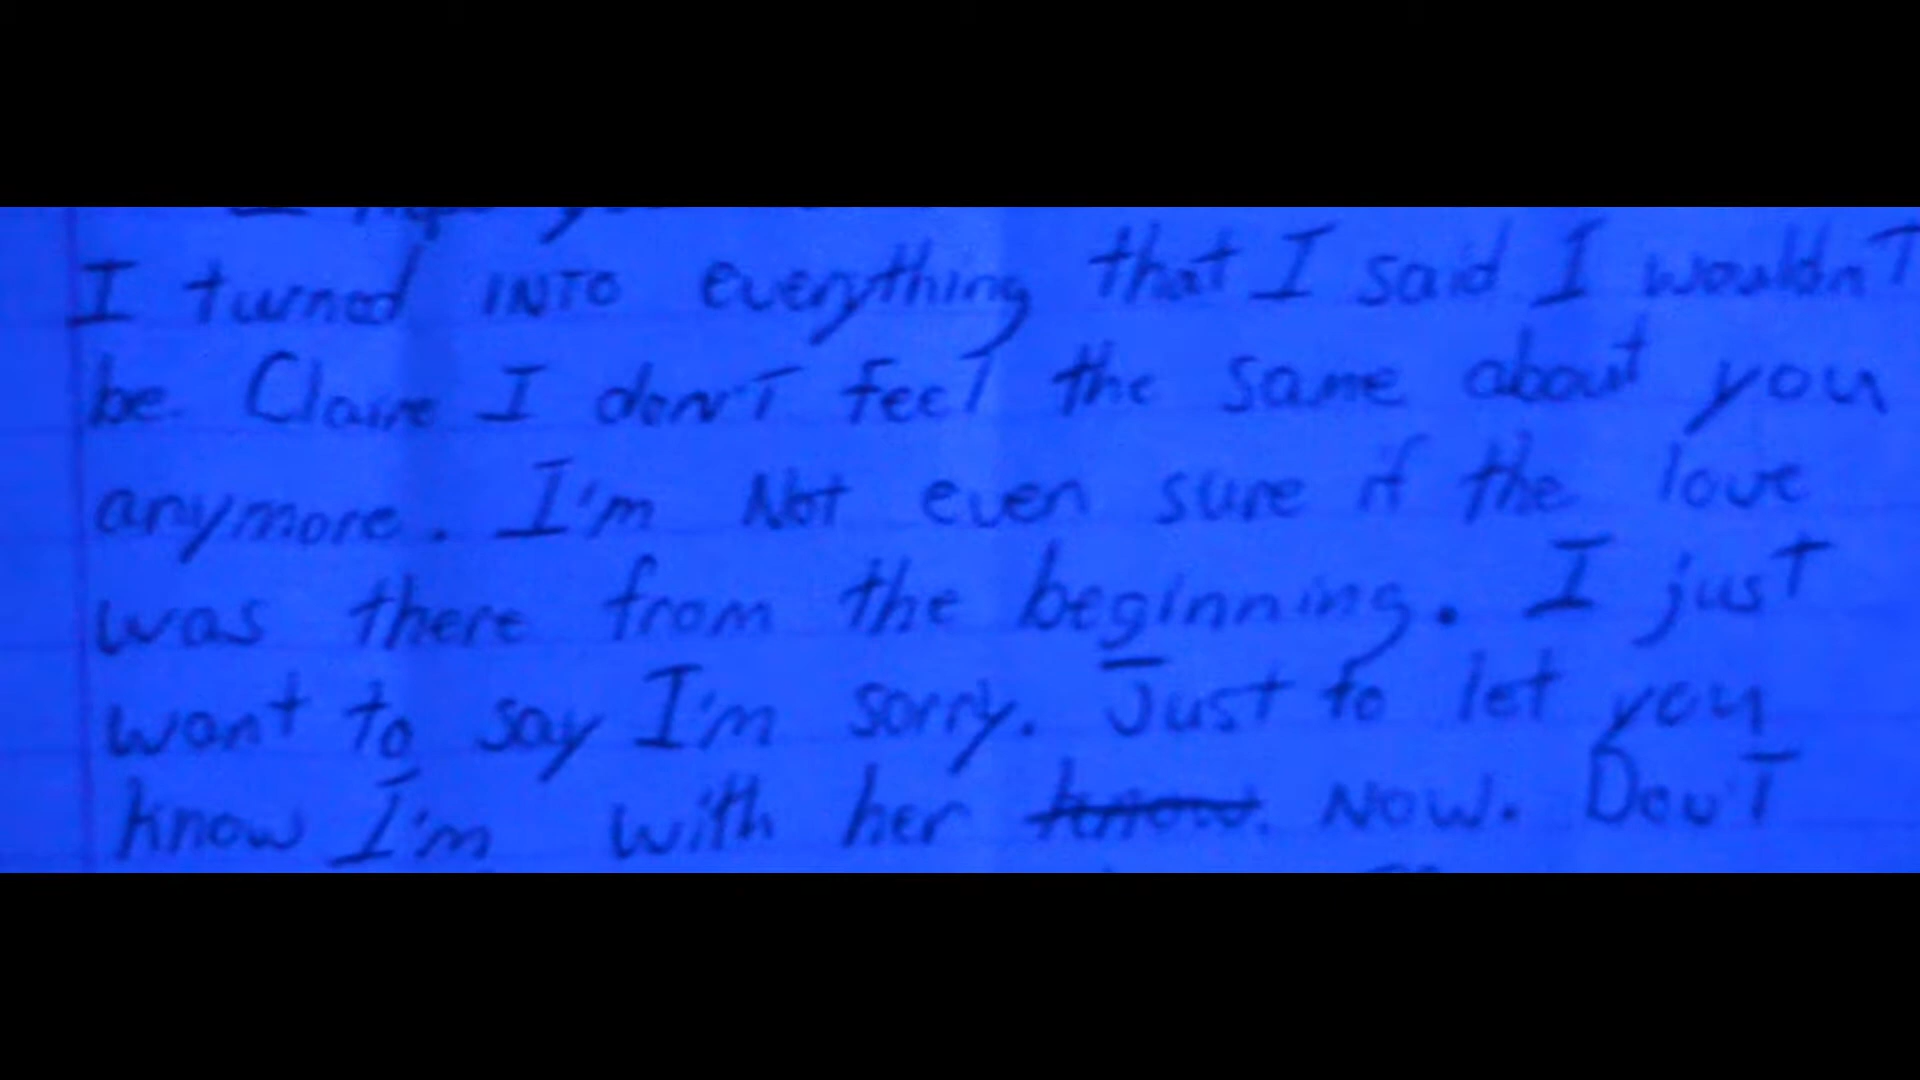 I turned INTO everything that I said I wouldn't
be. Claire I don't feel the same about you
anymore. I'm Not even sure if the love
was there from the beginning. I just
want to say I'm sorry. Just to let you
know I'm with her know. Now. Don't